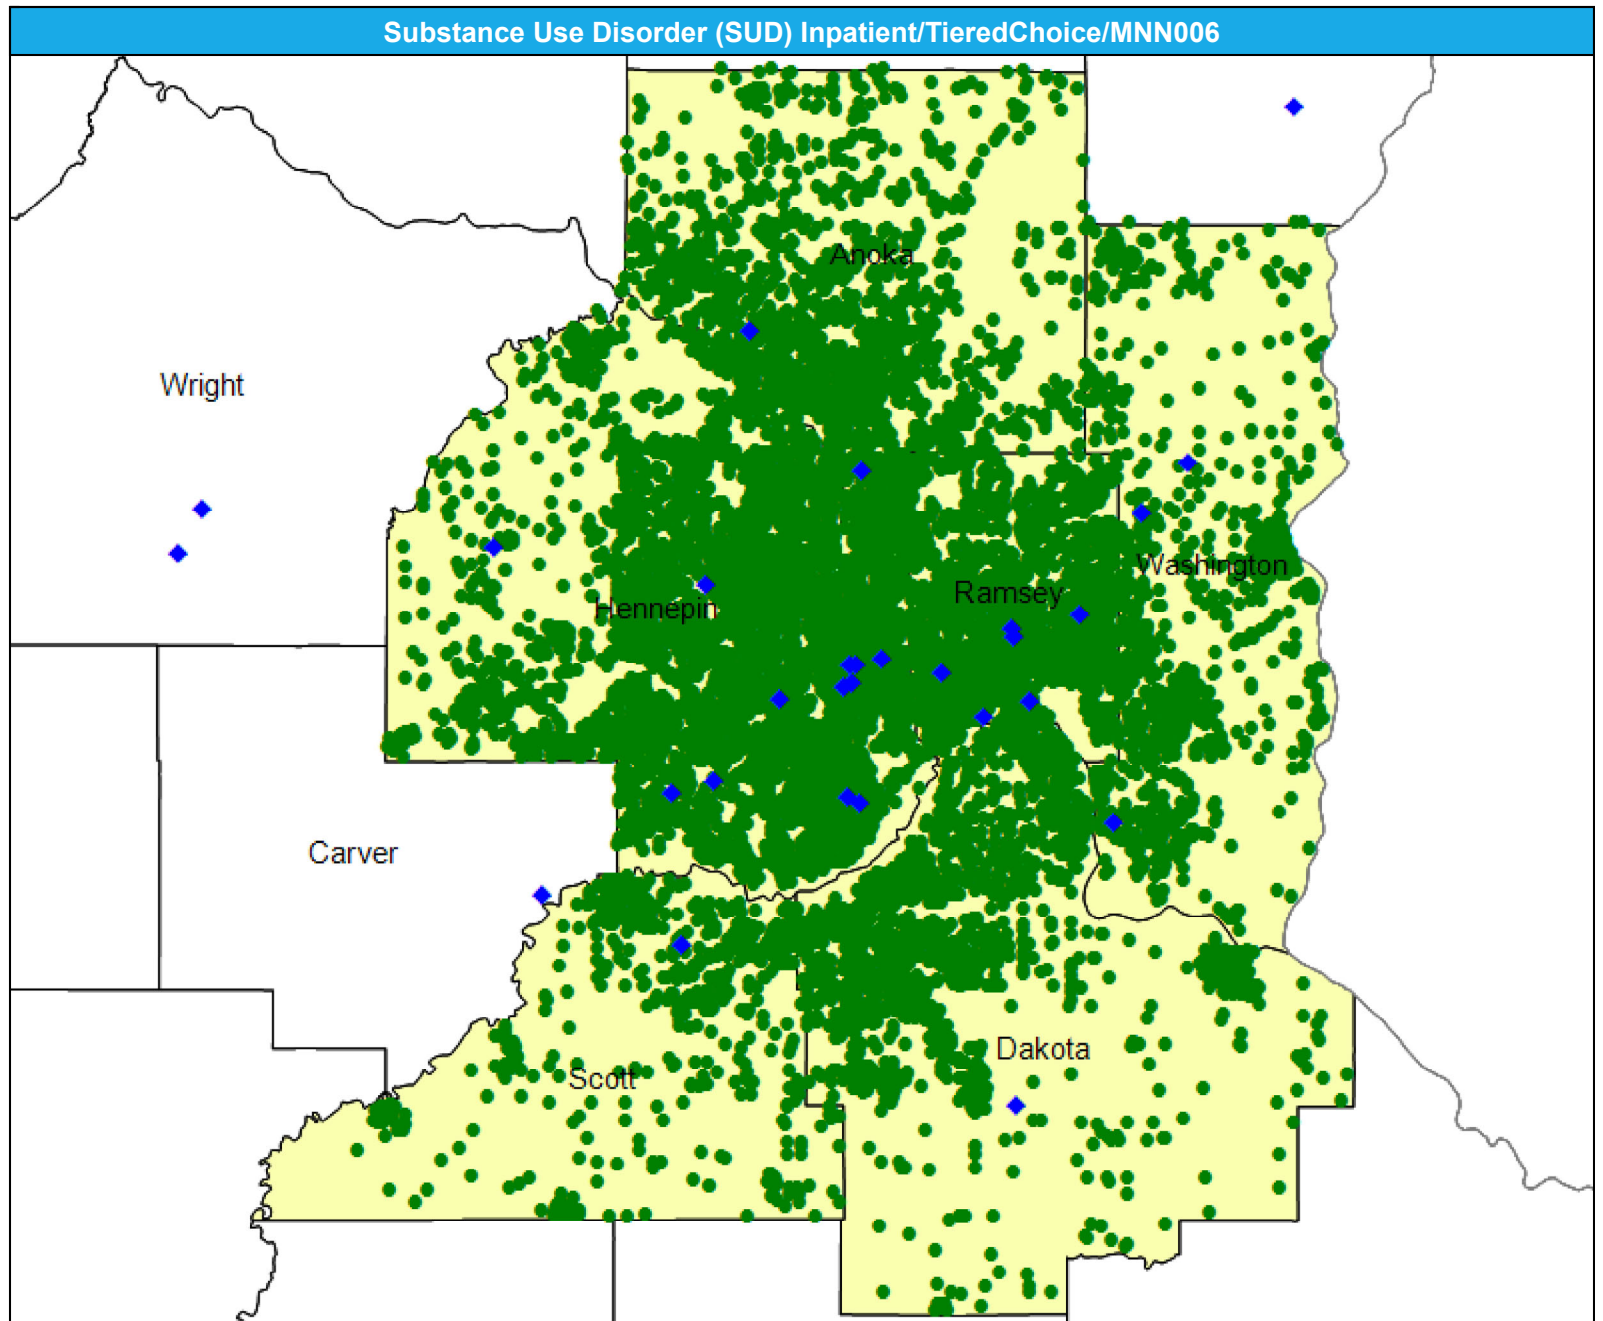 Substance Use Disorder (SUD) Inpatient/TieredChoice/MNN006
Anoka
Wright
Washington
Ramsey
Hennepin
Carver
Dakota
Scott